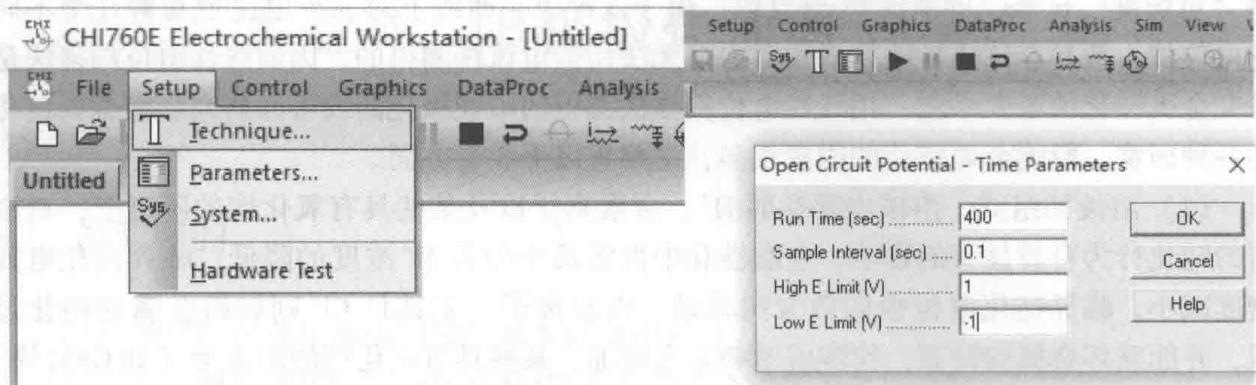 CHI760E Electrochemical Workstation - [Untitled]
File Setup Control Graphics DataProc Analysis
Technique...
Untitled
Parameters...
Sys
System...
Hardware Test
Setup Control Graphics DataProc Analysis Sim View
Sys T
Open Circuit Potential - Time Parameters
Run Time (sec) 400 OK
Sample Interval (sec) 0.1 Cancel
High E Limit (V) 1 Help
Low E Limit (V) -1